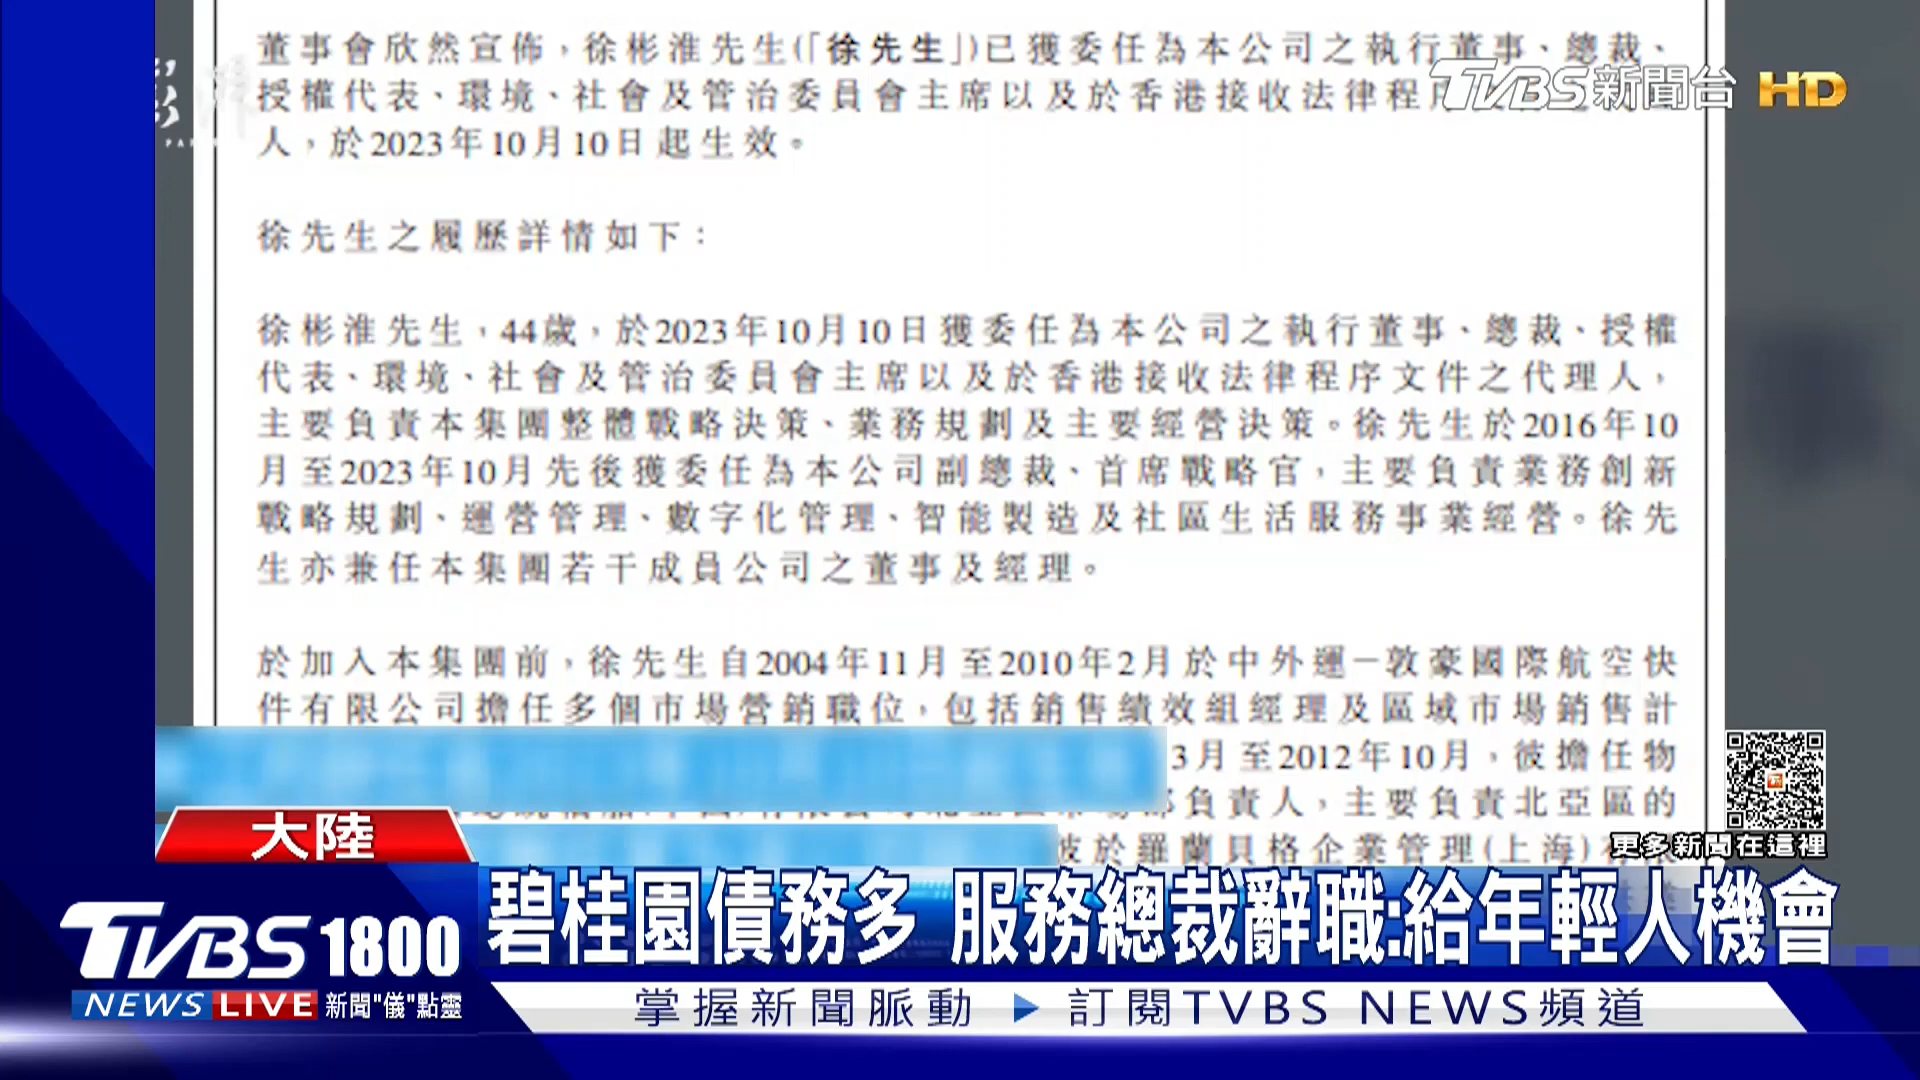 董事會欣然宣佈，徐彬淮先生(「徐先生」)已獲委任為本公司之執行董事、總裁、
授權代表、環境、社會及管治委員會主席以及於香港接收法律程序
人，於2023年10月10日起生效。
TVBS新聞台 HD
徐先生之履歷詳情如下：
徐彬淮先生，44歲，於2023年10月10日獲委任為本公司之執行董事、總裁、授權
代表、環境、社會及管治委員會主席以及於香港接收法律程序文件之代理人，
主要負責本集團整體戰略決策、業務規劃及主要經營決策。徐先生於2016年10
月至2023年10月先後獲委任為本公司副總裁、首席戰略官，主要負責業務創新
戰略規劃、運營管理、數字化管理、智能製造及社區生活服務事業經營。徐先
生亦兼任本集團若干成員公司之董事及經理。
於加入本集團前，徐先生自2004年11月至2010年2月於中外運－敦豪國際航空快
件有限公司擔任多個市場營銷職位，包括銷售績效組經理及區域市場銷售計
3月至2012年10月，彼擔任物
部負責人，主要負責北亞區的
彼於羅蘭貝格企業管理(上海)有
更多新聞在這裡
大陸
碧桂園債務多 服務總裁辭職:給年輕人機會
TVBS 1800
NEWS LIVE 新聞"儀"點靈
掌握新聞脈動 ▶ 訂閱TVBS NEWS頻道